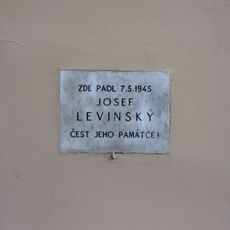 ZDE PADL 7.5.1945
JOSEF
LEVINSKÝ
ČEST JEHO PAMÁTCE!